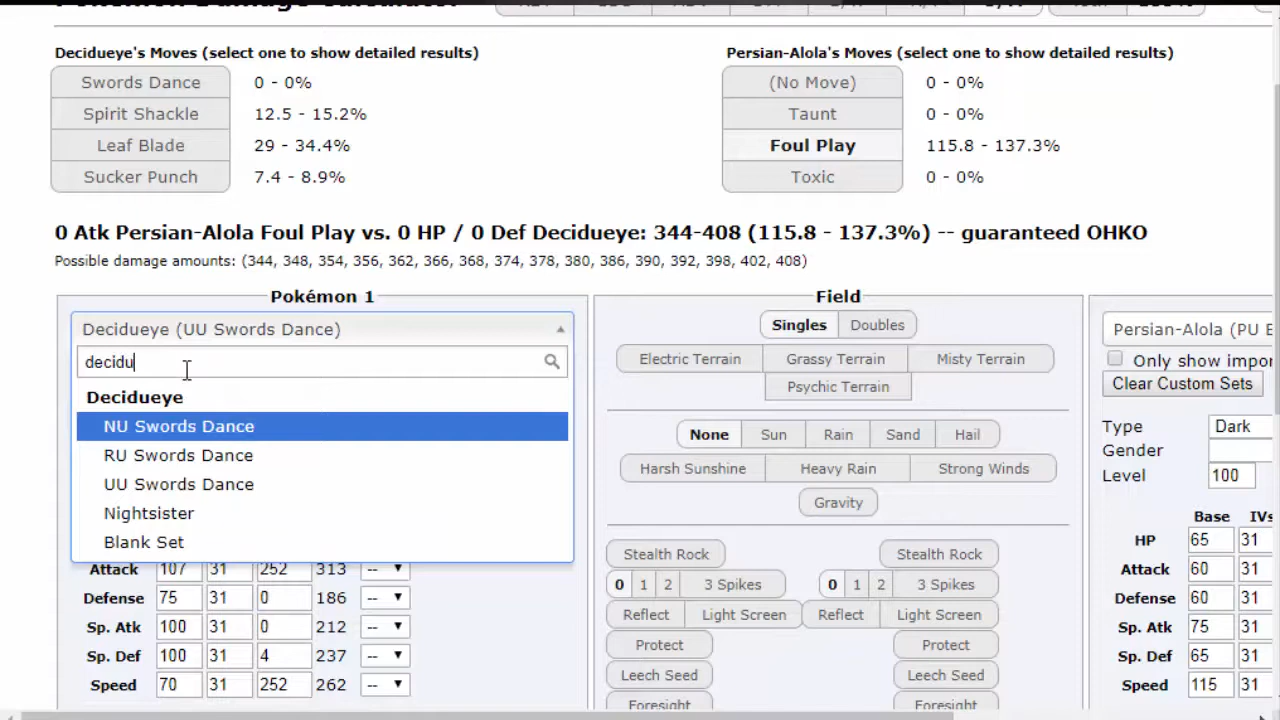 Decidueye's Moves (select one to show detailed results)
Persian-Alola's Moves (select one to show detailed results)
Swords Dance 0 - 0%
Spirit Shackle 12.5 - 15.2%
Leaf Blade 29 - 34.4%
Sucker Punch 7.4 - 8.9%
(No Move) 0 - 0%
Taunt 0 - 0%
Foul Play 115.8 - 137.3%
Toxic 0 - 0%
0 Atk Persian-Alola Foul Play vs. 0 HP / 0 Def Decidueye: 344-408 (115.8 - 137.3%) -- guaranteed OHKO
Possible damage amounts: (344, 348, 354, 356, 362, 366, 368, 374, 378, 380, 386, 390, 392, 398, 402, 408)
Pokémon 1
Decidueye (UU Swords Dance)
decidu
Decidueye
NU Swords Dance
RU Swords Dance
UU Swords Dance
Nightsister
Blank Set
Attack 107 31 252 313 --
Defense 75 31 0 186 --
Sp. Atk 100 31 0 212 --
Sp. Def 100 31 4 237 --
Speed 70 31 252 262 --
Field
Singles Doubles
Electric Terrain Grassy Terrain Misty Terrain
Psychic Terrain
None Sun Rain Sand Hail
Harsh Sunshine Heavy Rain Strong Winds
Gravity
Stealth Rock Stealth Rock
0 1 2 3 Spikes 0 1 2 3 Spikes
Reflect Light Screen Reflect Light Screen
Protect Protect
Leech Seed Leech Seed
Foresight Foresight
Persian-Alola (PU
Only show
Clear Custom Sets
Type Dark
Gender
Level 100
Base IVs
HP 65 31
Attack 60 31
Defense 60 31
Sp. Atk 75 31
Sp. Def 65 31
Speed 115 31